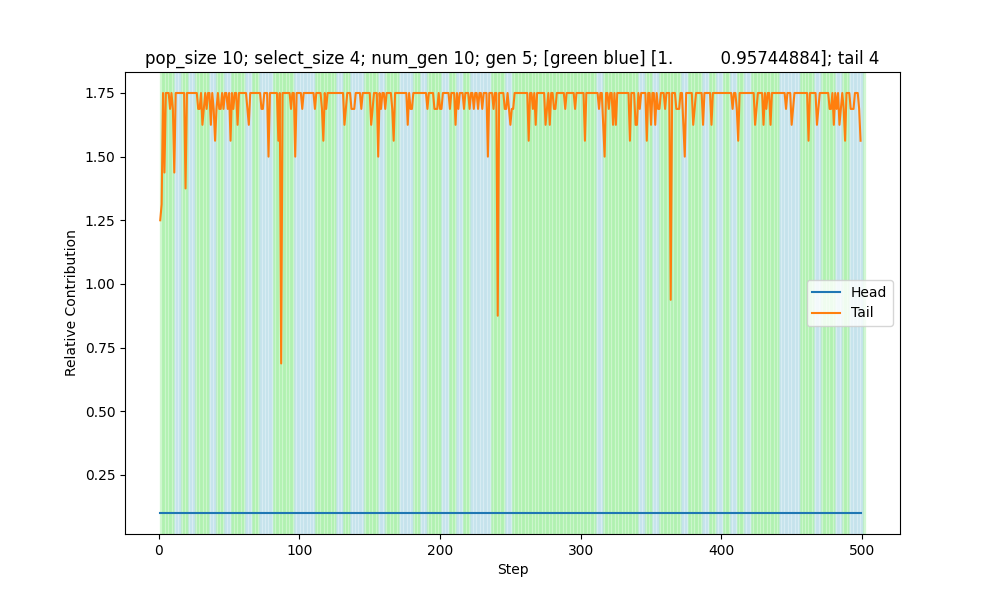 pop_size 10; select_size 4; num_gen 10; gen 5; [green blue] [1.         0.95744884]; tail 4
1.75
1.50
1.25
1.00
0.75
0.50
0.25
Relative Contribution
Head
Tail
0
100
200
300
400
500
Step